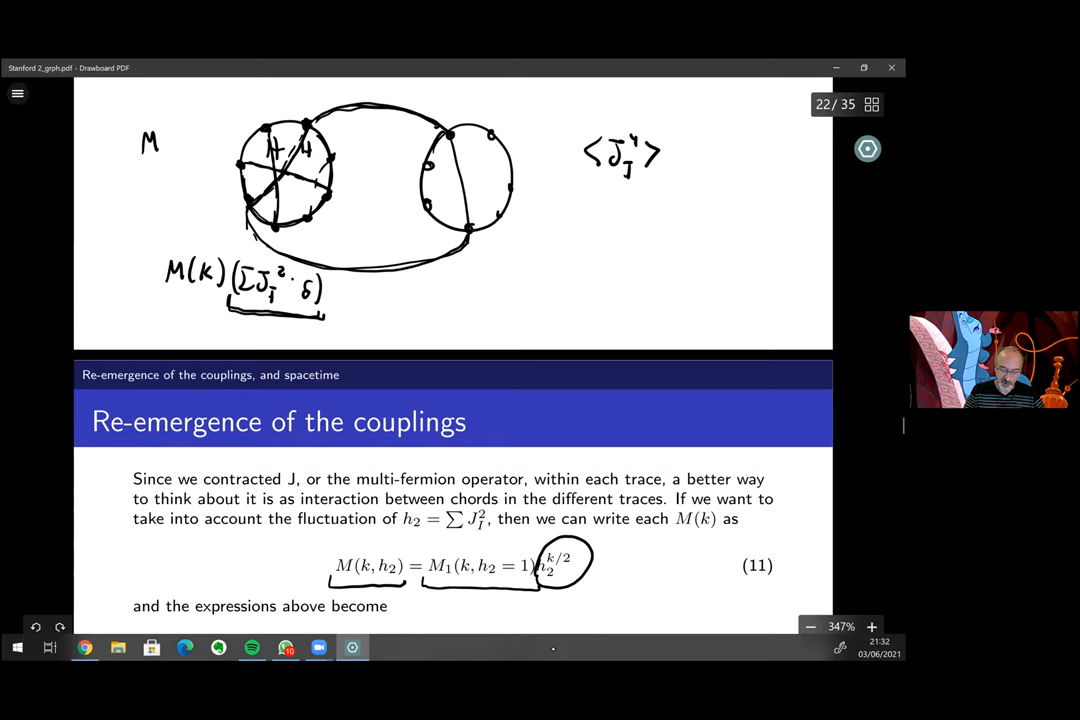 Stanford 2_grph.pdf - Drawboard PDF
22/35
M
H 4
<J_I^4>
M(k) (∑J_I^2 · δ)
Re-emergence of the couplings, and spacetime
Re-emergence of the couplings
Since we contracted J, or the multi-fermion operator, within each trace, a better way
to think about it is as interaction between chords in the different traces. If we want to
take into account the fluctuation of h_2 = ∑ J_I^2, then we can write each M(k) as
M(k, h_2) = M_1(k, h_2 = 1)h_2^{k/2} (11)
and the expressions above become
347%
10
21:32
03/06/2021